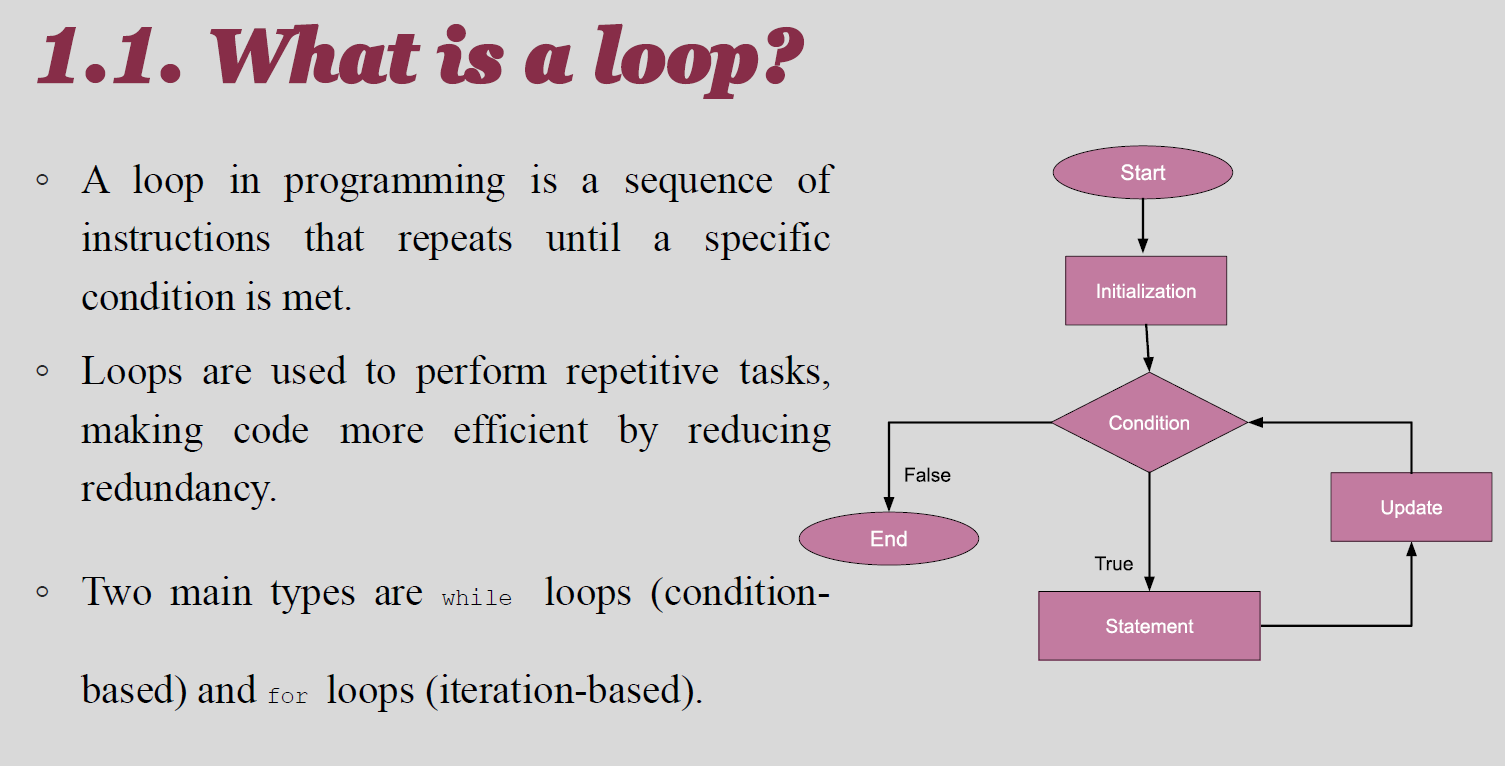 1.1. What is a loop?
◦ A loop in programming is a sequence of
instructions that repeats until a specific
condition is met.
◦ Loops are used to perform repetitive tasks,
making code more efficient by reducing
redundancy.
◦ Two main types are while loops (condition-
based) and for loops (iteration-based).
Start
Initialization
Condition
False
End
Update
True
Statement